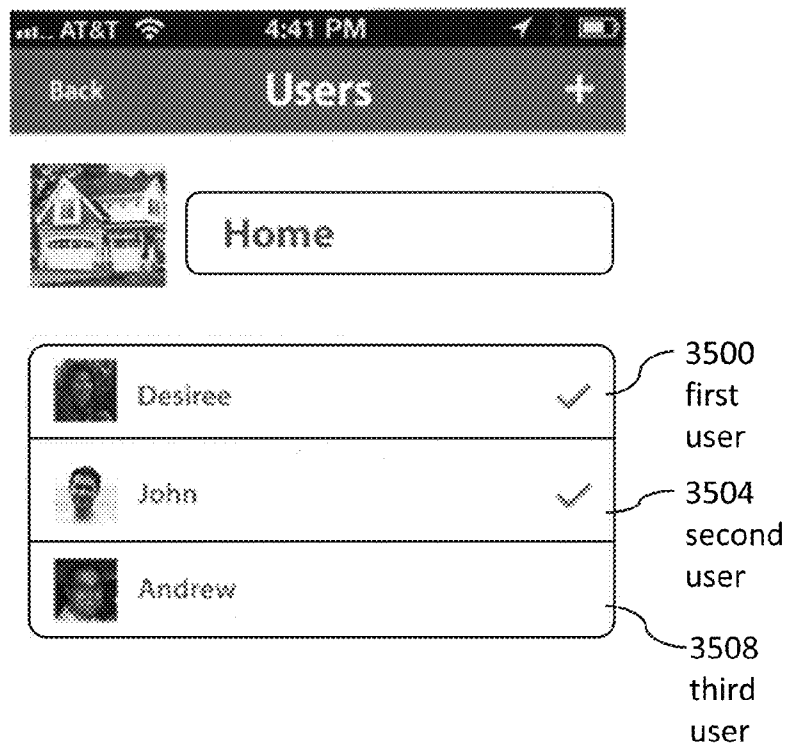 AT&T 4:41 PM
Back Users +
Home
Desiree
John
Andrew
3500
first
user
3504
second
user
3508
third
user